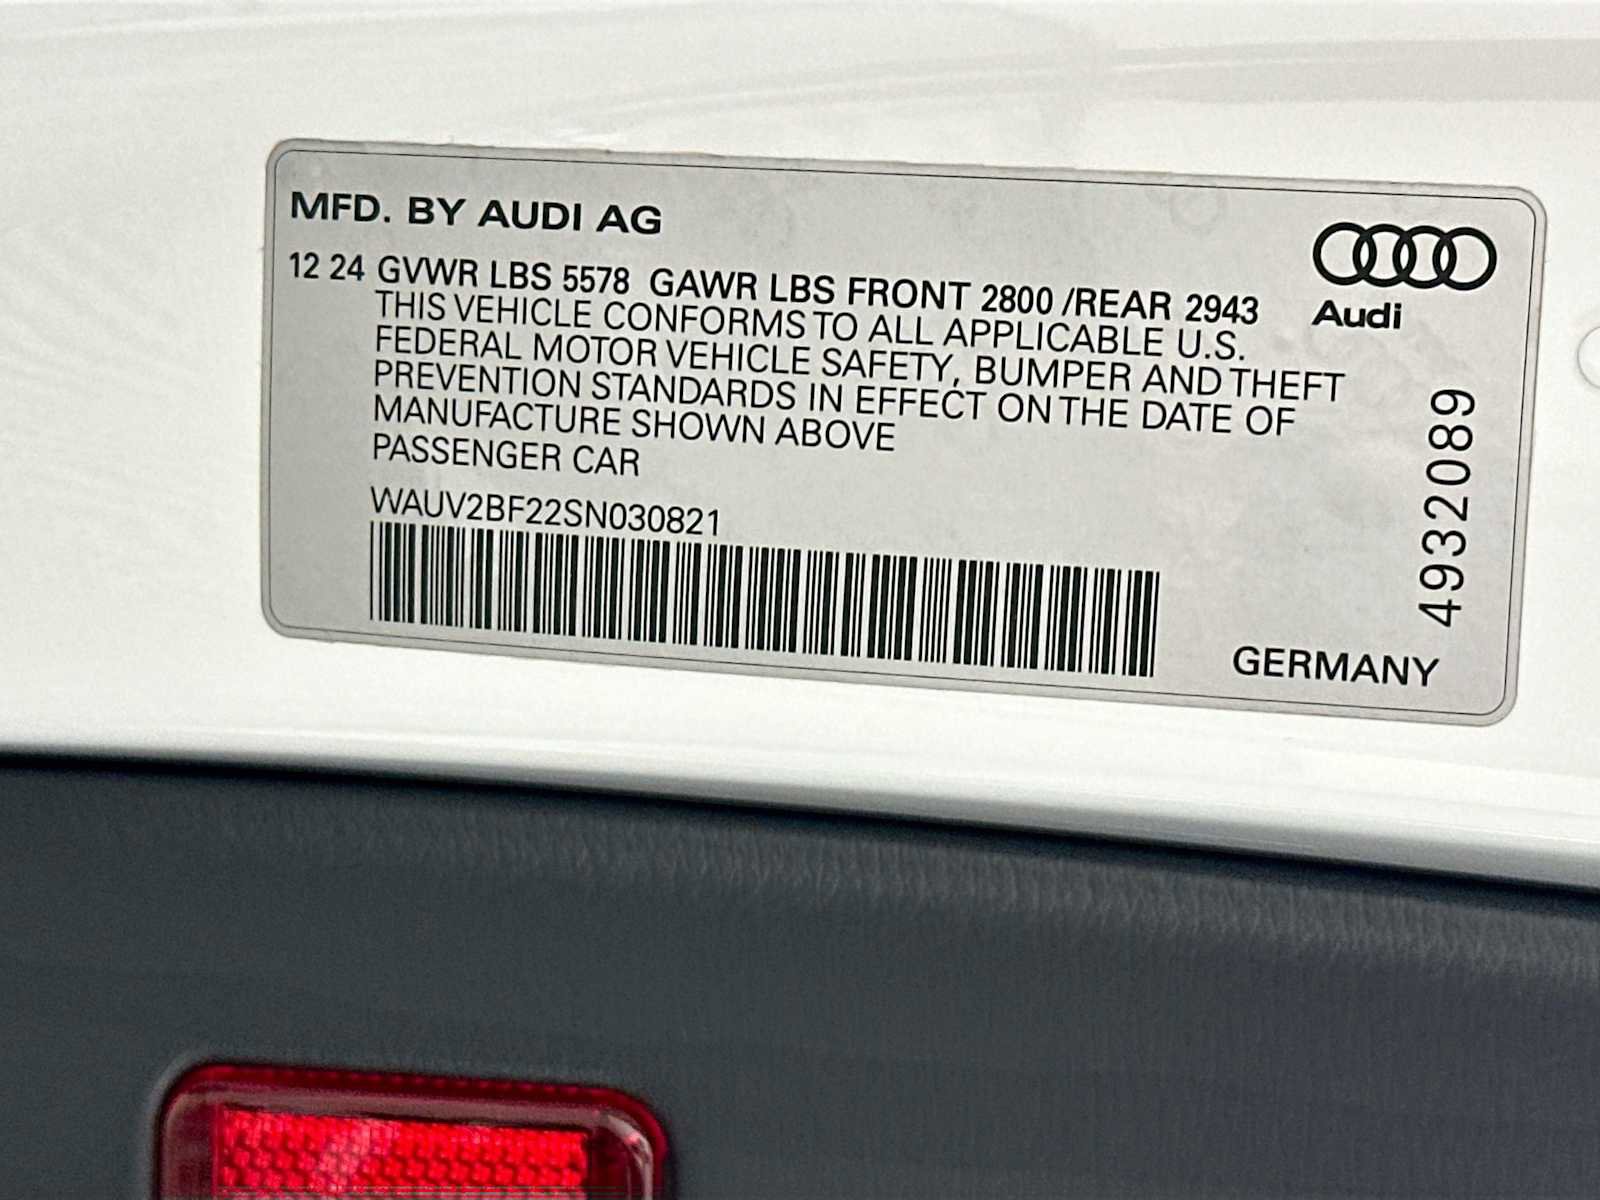 MFD. BY AUDI AG
12 24 GVWR LBS 5578 GAWR LBS FRONT 2800 /REAR 2943
THIS VEHICLE CONFORMS TO ALL APPLICABLE U.S.
FEDERAL MOTOR VEHICLE SAFETY, BUMPER AND THEFT
PREVENTION STANDARDS IN EFFECT ON THE DATE OF
MANUFACTURE SHOWN ABOVE
PASSENGER CAR
WAUV2BF22SN030821
Audi
4932089
GERMANY